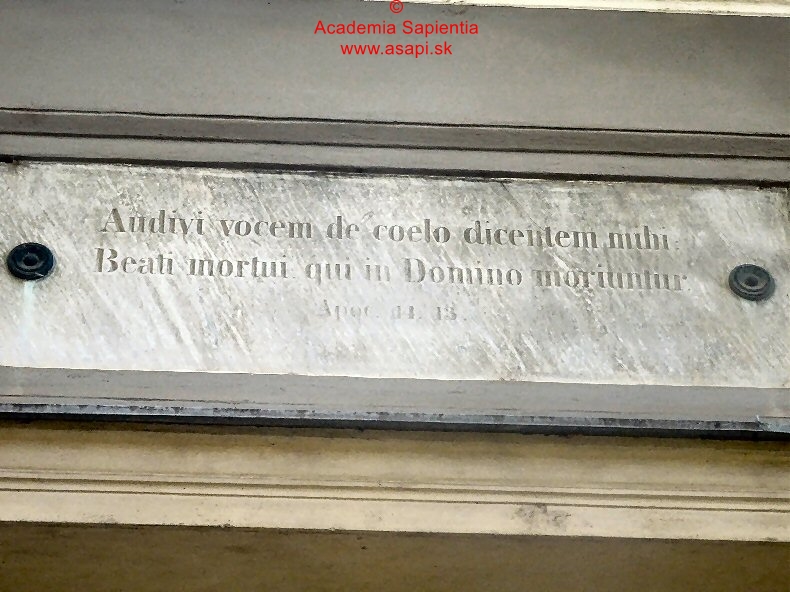 ©
Academia Sapientia
www.asapi.sk
Audivi vocem de coelo dicentem mihi:
Beati mortui qui in Domino moriuntur
Apoc. 14. 13.